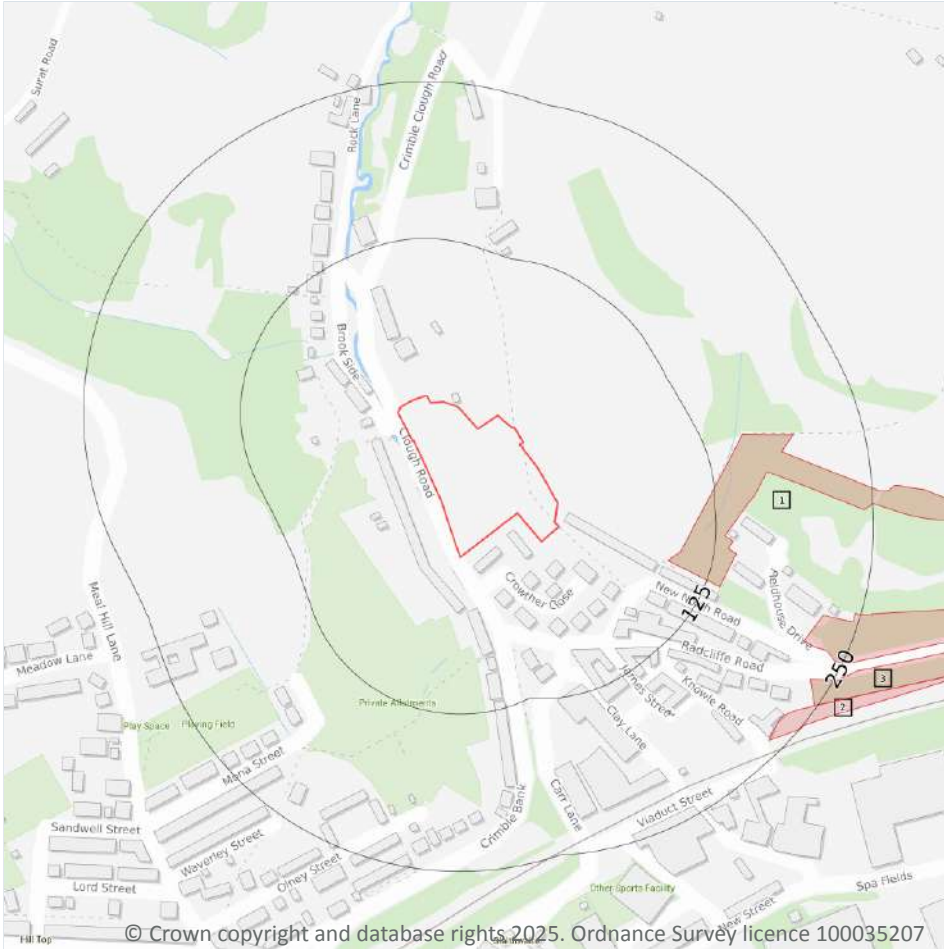 Surat Road
Rock Lane
Crimble Clough Road
Brook Side
Clough Road
1
Meal Hill Lane
Crowther Close
New North Road
125
Fieldhouse Drive
Radcliffe Road
250
3
2
Meadow Lane
James Street
Knowle Road
Private Allotments
Play Space
Playing Field
Clay Lane
Mona Street
Carr Lane
Viaduct Street
Crimble Bank
Sandwell Street
Waverley Street
Olney Street
Lord Street
Other Sports Facility
Spa Fields
New Street
Hill Top
© Crown copyright and database rights 2025. Ordnance Survey licence 100035207